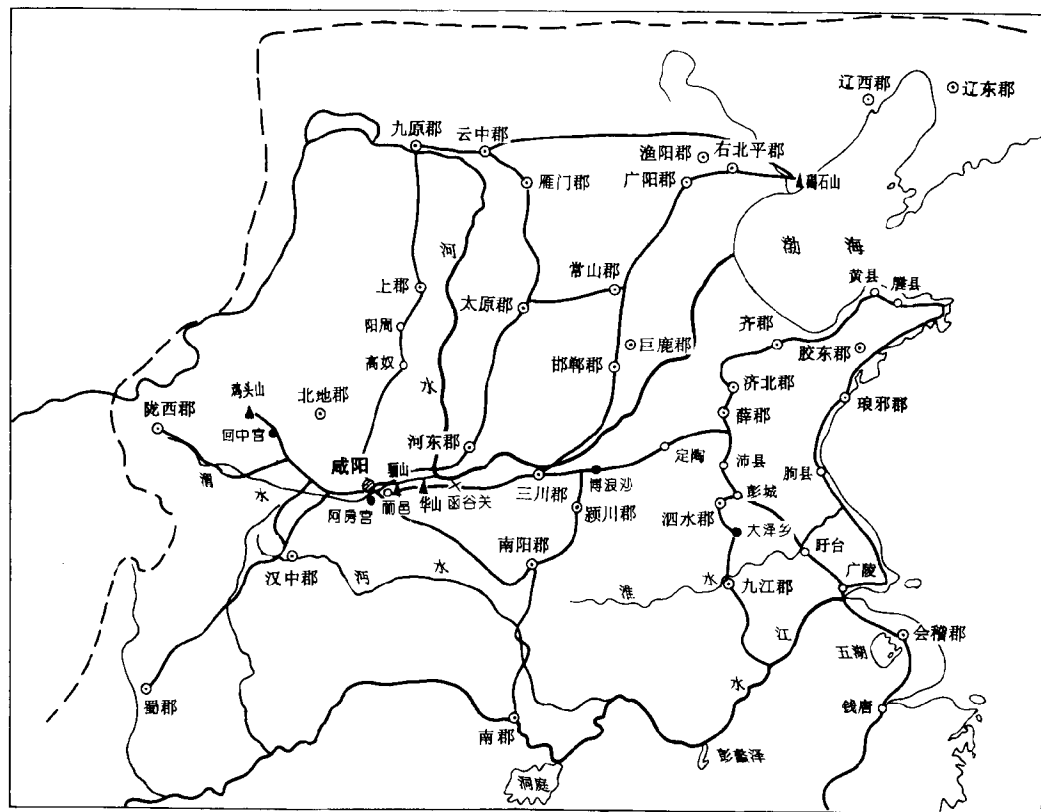 辽西郡
辽东郡
九原郡
云中郡
渔阳郡
右北平郡
雁门郡
广阳郡
碣石山
河
渤海
上郡
常山郡
太原郡
黄县
腄县
阳周
齐郡
巨鹿郡
胶东郡
高奴
邯郸郡
水
济北郡
鸡头山
北地郡
薛郡
琅邪郡
陇西郡
回中宫
河东郡
定陶
沛县
朐县
咸阳
骊山
渭水
三川郡
博浪沙
彭城
阿房宫
丽邑
华山
函谷关
颍川郡
泗水郡
大泽乡
南阳郡
盱台
汉中郡
沔水
淮水
九江郡
广陵
江水
会稽郡
五湖
蜀郡
钱唐
南郡
彭蠡泽
洞庭